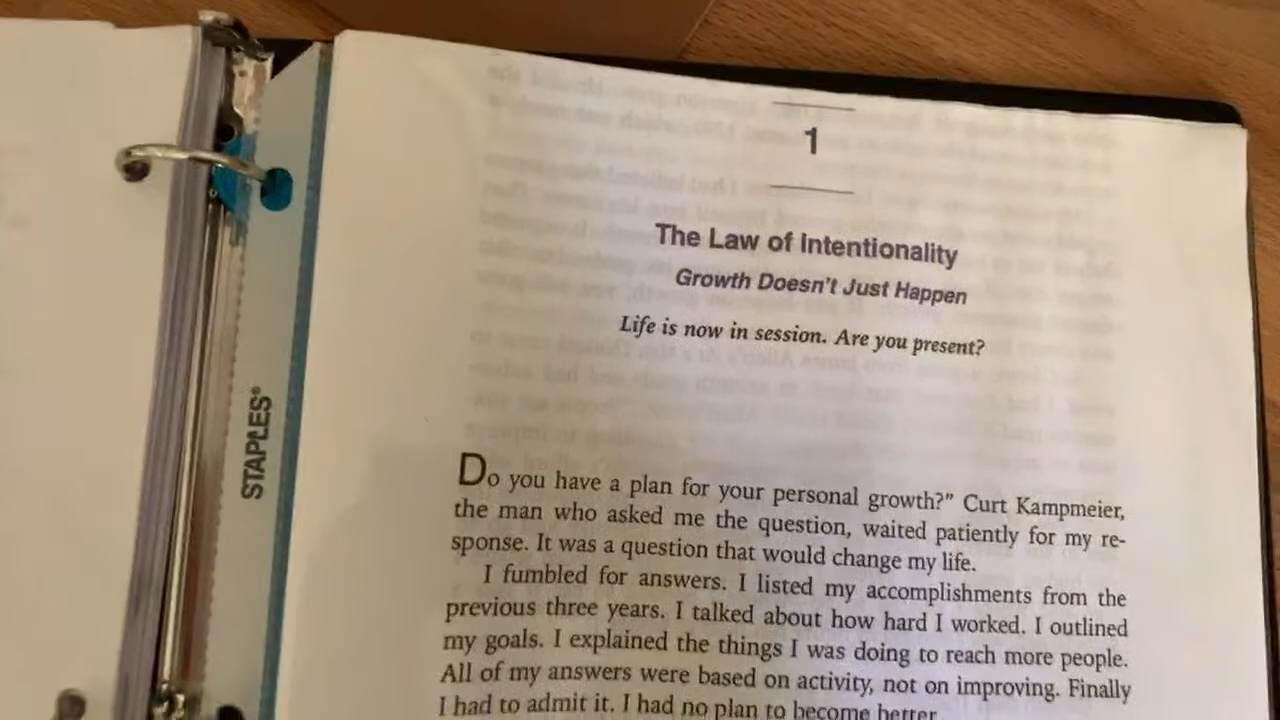 1
The Law of Intentionality
Growth Doesn't Just Happen
Life is now in session. Are you present?
Do you have a plan for your personal growth?" Curt Kampmeier,
the man who asked me the question, waited patiently for my re-
sponse. It was a question that would change my life.
I fumbled for answers. I listed my accomplishments from the
previous three years. I talked about how hard I worked. I outlined
my goals. I explained the things I was doing to reach more people.
All of my answers were based on activity, not on improving. Finally
I had to admit it. I had no plan to become better.
STAPLES®